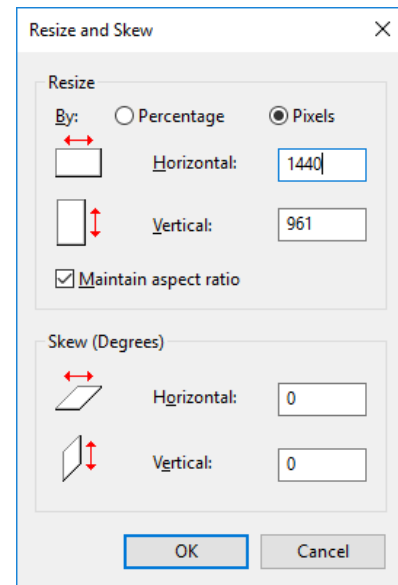 Resize and Skew
Resize
By: Percentage Pixels
Horizontal: 1440
Vertical: 961
Maintain aspect ratio
Skew (Degrees)
Horizontal: 0
Vertical: 0
OK Cancel